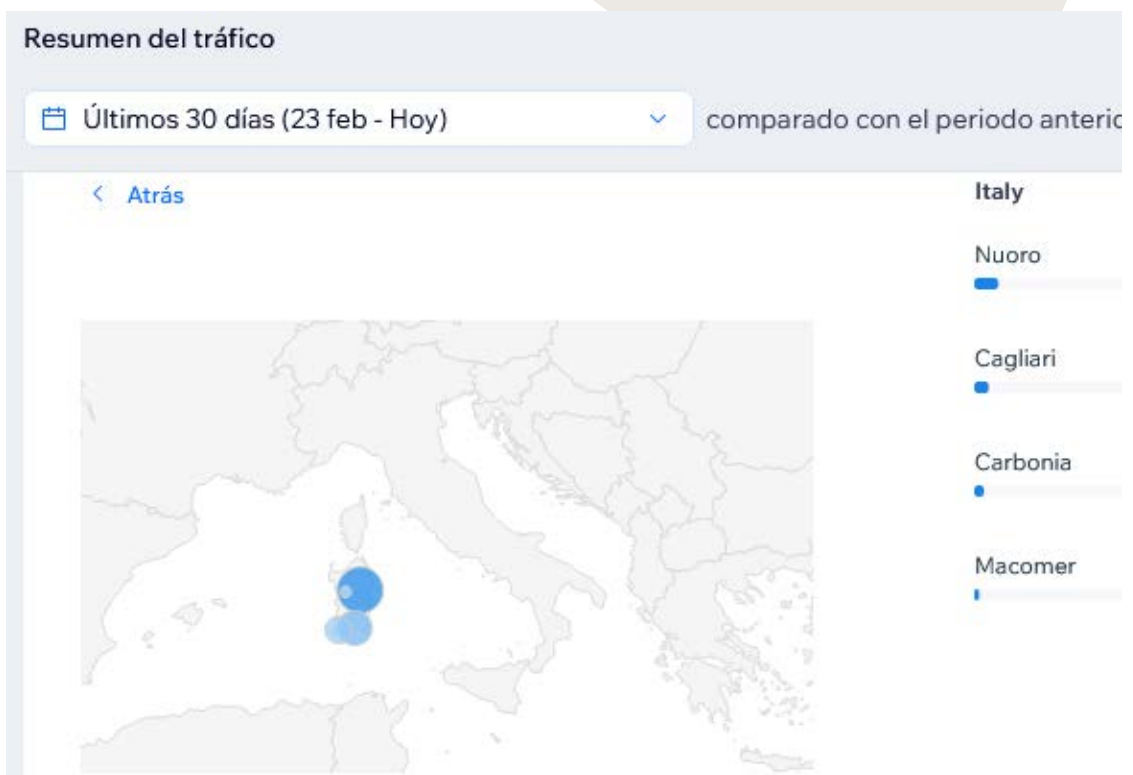 Resumen del tráfico
Últimos 30 días (23 feb - Hoy) comparado con el periodo
Atrás
Italy
Nuoro
Cagliari
Carbonia
Macomer